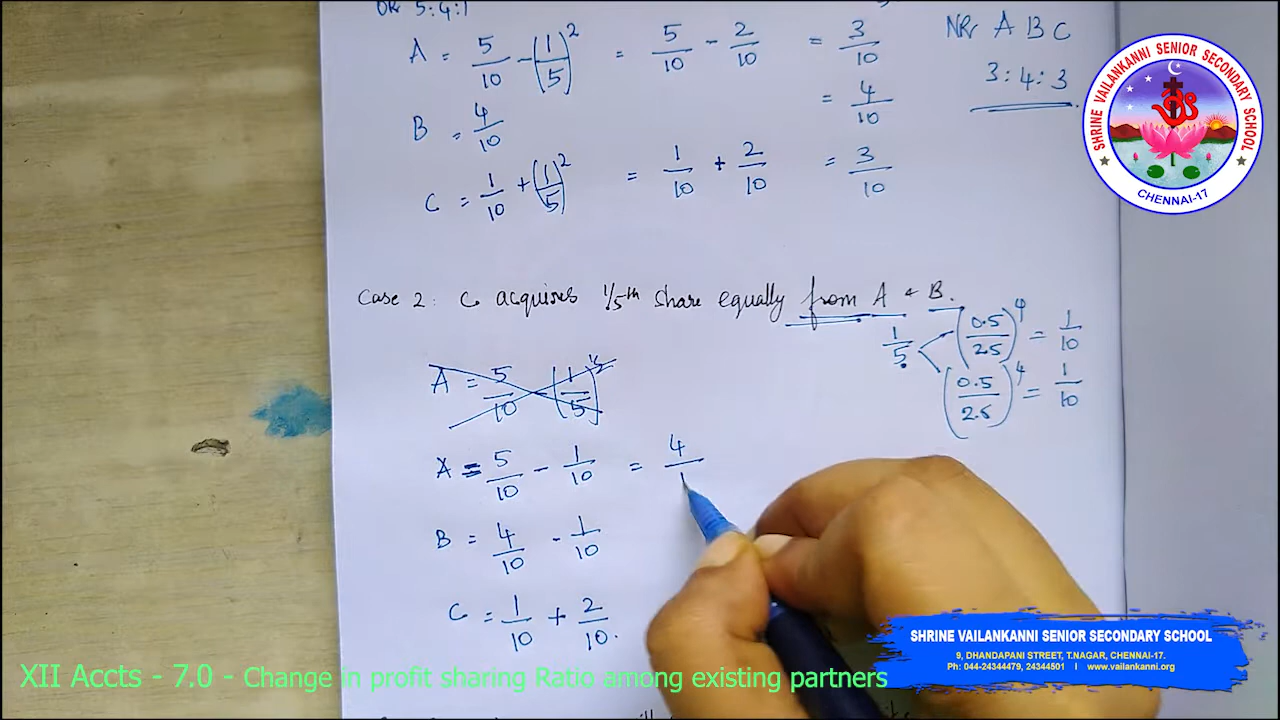 OR 5:4:1
A = 5/10 - (1/5)² = 5/10 - 2/10 = 3/10
NR A B C
3:4:3
B = 4/10 = 4/10
C = 1/10 + (1/5)² = 1/10 + 2/10 = 3/10
SHRINE VAILANKANNI SENIOR SECONDARY SCHOOL
CHENNAI-17
Case 2: C acquires 1/5th share equally from A & B.
1/5
(0.5/2.5)⁴ = 1/10
(0.5/2.5)⁴ = 1/10
A = 5/10 (1/5)
A = 5/10 - 1/10 = 4/1
B = 4/10 - 1/10
C = 1/10 + 2/10.
SHRINE VAILANKANNI SENIOR SECONDARY SCHOOL
9, DHANDAPANI STREET, T.NAGAR, CHENNAI-17.
Ph: 044-24344479, 24344501 I www.vailankanni.org
XII Accts - 7.0 - Change in profit sharing Ratio among existing partners